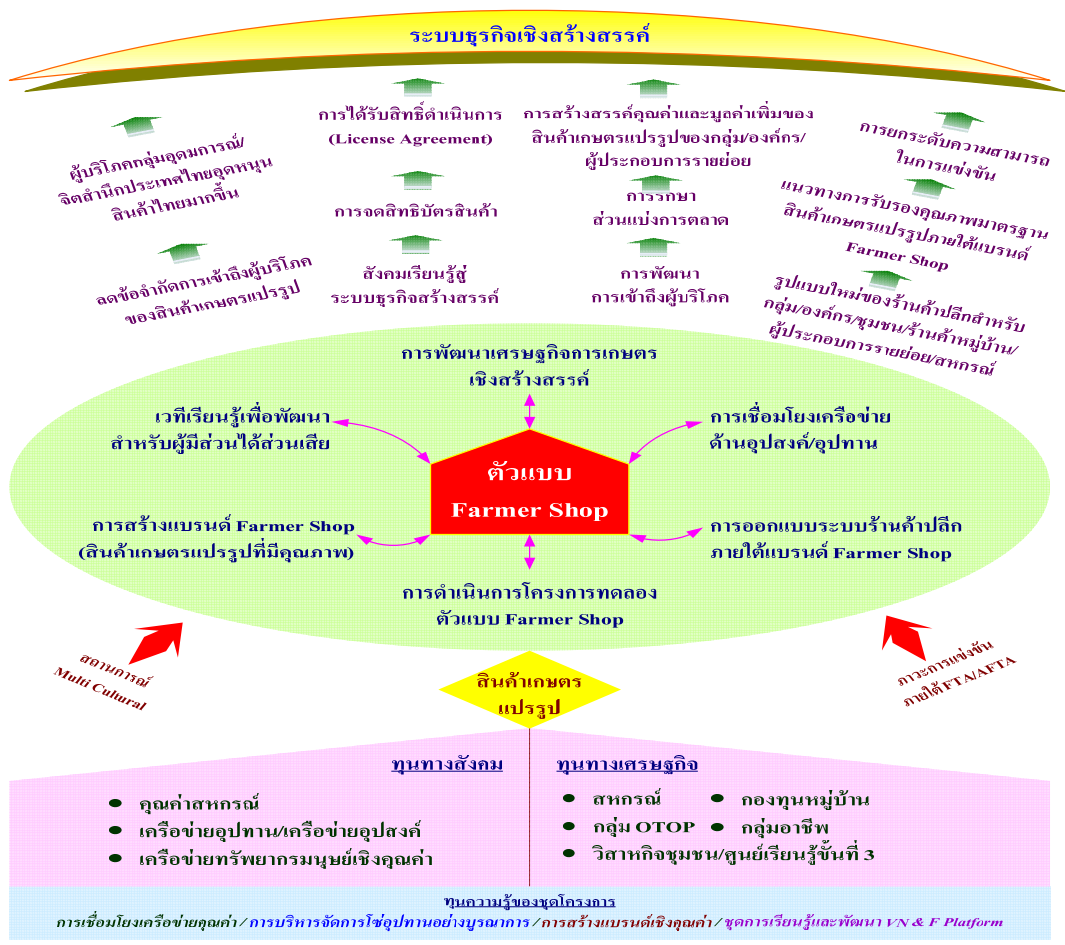 ระบบธุรกิจเชิงสร้างสรรค์
ผู้บริโภคกลุ่มอุดมการณ์/
จิตสำนึกประเทศไทยอุดหนุน
สินค้าไทยมากขึ้น
ลดข้อจำกัดการเข้าถึงผู้บริโภค
ของสินค้าเกษตรแปรรูป
การได้รับสิทธิ์ดำเนินการ
(License Agreement)
การจดสิทธิบัตรสินค้า
สังคมเรียนรู้สู่
ระบบธุรกิจสร้างสรรค์
การสร้างสรรค์คุณค่าและมูลค่าเพิ่มของ
สินค้าเกษตรแปรรูปของกลุ่ม/องค์กร/
ผู้ประกอบการรายย่อย
การรักษา
ส่วนแบ่งการตลาด
การพัฒนา
การเข้าถึงผู้บริโภค
การยกระดับความสามารถ
ในการแข่งขัน
แนวทางการรับรองคุณภาพมาตรฐาน
สินค้าเกษตรแปรรูปภายใต้แบรนด์
Farmer Shop
รูปแบบใหม่ของร้านค้าปลีกสำหรับ
กลุ่ม/องค์กร/ชุมชน/ร้านค้าหมู่บ้าน/
ผู้ประกอบการรายย่อย/สหกรณ์
การพัฒนาเศรษฐกิจการเกษตร
เชิงสร้างสรรค์
เวทีเรียนรู้เพื่อพัฒนา
สำหรับผู้มีส่วนได้ส่วนเสีย
การเชื่อมโยงเครือข่าย
ด้านอุปสงค์/อุปทาน
ตัวแบบ
Farmer Shop
การสร้างแบรนด์ Farmer Shop
(สินค้าเกษตรแปรรูปที่มีคุณภาพ)
การออกแบบระบบร้านค้าปลีก
ภายใต้แบรนด์ Farmer Shop
การดำเนินการโครงการทดลอง
ตัวแบบ Farmer Shop
สถานการณ์
Multi Cultural
ภาวะการแข่งขัน
ภายใต้ FTA/AFTA
สินค้าเกษตร
แปรรูป
ทุนทางสังคม
● คุณค่าสหกรณ์
● เครือข่ายอุปทาน/เครือข่ายอุปสงค์
● เครือข่ายทรัพยากรมนุษย์เชิงคุณค่า
ทุนทางเศรษฐกิจ
● สหกรณ์ ● กองทุนหมู่บ้าน
● กลุ่ม OTOP ● กลุ่มอาชีพ
● วิสาหกิจชุมชน/ศูนย์เรียนรู้ขั้นที่ 3
ทุนความรู้ของชุดโครงการ
การเชื่อมโยงเครือข่ายคุณค่า / การบริหารจัดการโซ่อุปทานอย่างบูรณาการ / การสร้างแบรนด์เชิงคุณค่า / ชุดการเรียนรู้และพัฒนา VN & F Platform